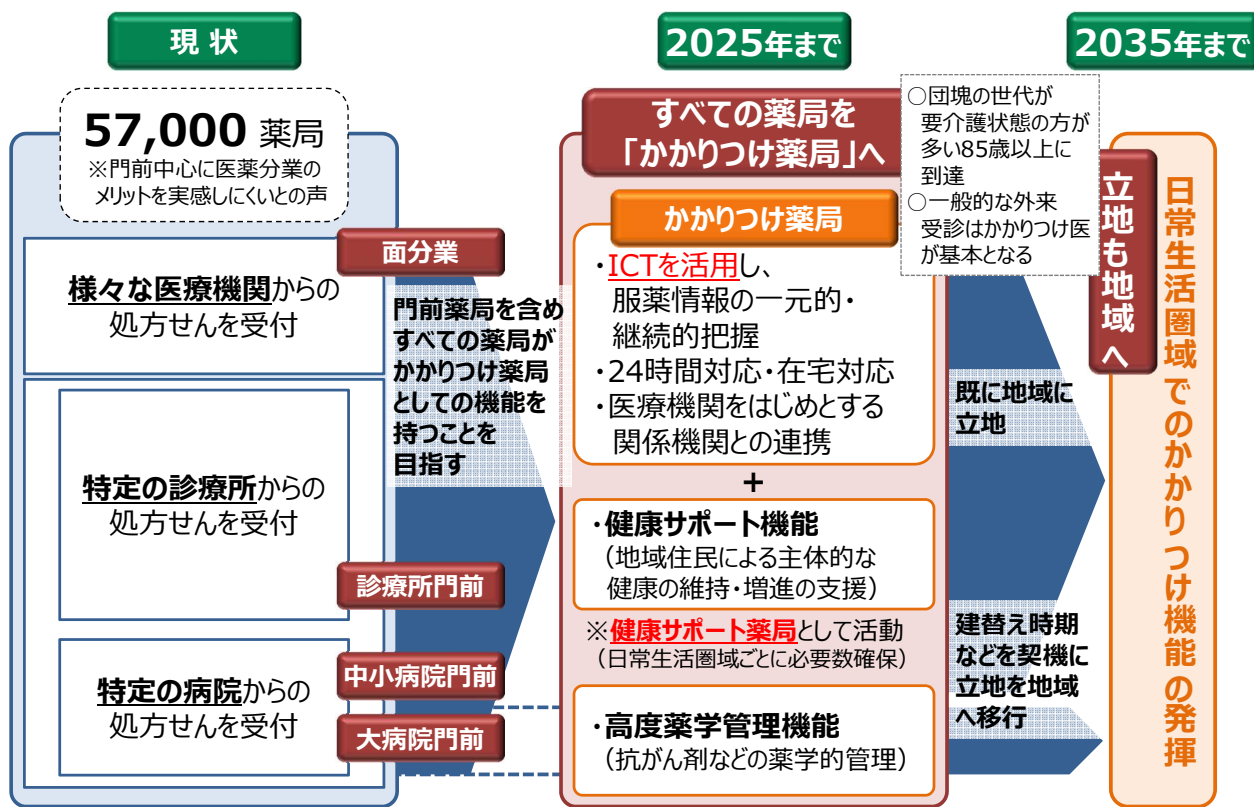 現 状
57,000 薬局
※門前中心に医薬分業の
メリットを実感しにくいとの声
様々な医療機関からの
処方せんを受付
特定の診療所からの
処方せんを受付
特定の病院からの
処方せんを受付
面分業
診療所門前
中小病院門前
大病院門前
門前薬局を含め
すべての薬局が
かかりつけ薬局
としての機能を
持つことを
目指す
2025年まで
すべての薬局を
「かかりつけ薬局」へ
かかりつけ薬局
・ICTを活用し、
服薬情報の一元的・
継続的把握
・24時間対応・在宅対応
・医療機関をはじめとする
関係機関との連携
+
・健康サポート機能
（地域住民による主体的な
健康の維持・増進の支援）
※健康サポート薬局として活動
（日常生活圏域ごとに必要数確保）
・高度薬学管理機能
（抗がん剤などの薬学的管理）
○団塊の世代が
要介護状態の方が
多い85歳以上に
到達
○一般的な外来
受診はかかりつけ医
が基本となる
既に地域に
立地
建替え時期
などを契機に
立地を地域
へ移行
2035年まで
立地も地域へ
日常生活圏域でのかかりつけ機能の発揮